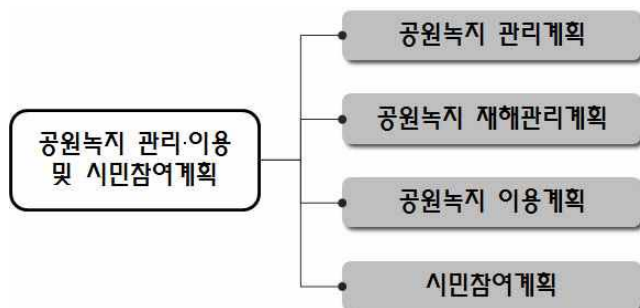 공원녹지 관리·이용
및 시민참여계획
공원녹지 관리계획
공원녹지 재해관리계획
공원녹지 이용계획
시민참여계획